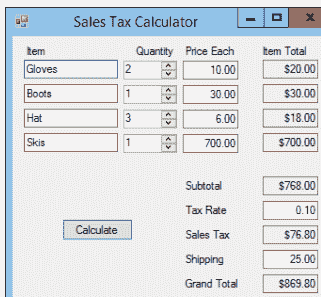 Sales Tax Calculator
Item Quantity Price Each Item Total
Gloves 2 10.00 $20.00
Boots 1 30.00 $30.00
Hat 3 6.00 $18.00
Skis 1 700.00 $700.00
Subtotal $768.00
Tax Rate 0.10
Calculate Sales Tax $76.80
Shipping 25.00
Grand Total $869.80